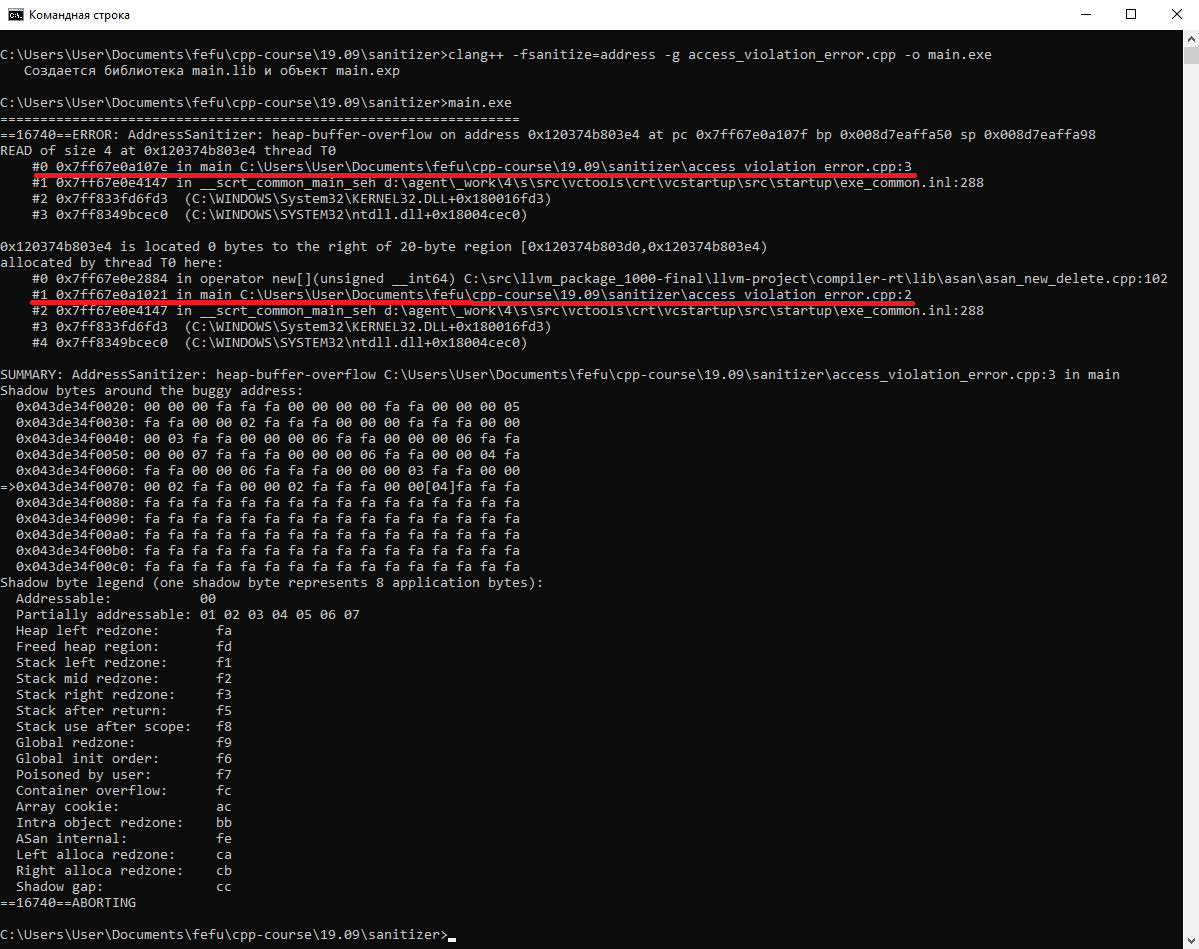 Командная строка
C:\Users\User\Documents\fefu\cpp-course\19.09\sanitizer>clang++ -fsanitize=address -g access_violation_error.cpp -o main.exe
   Создается библиотека main.lib и объект main.exp
C:\Users\User\Documents\fefu\cpp-course\19.09\sanitizer>main.exe
=================================================================
==16740==ERROR: AddressSanitizer: heap-buffer-overflow on address 0x120374b803e4 at pc 0x7ff67e0a107f bp 0x008d7eaffa50 sp 0x008d7eaffa98
READ of size 4 at 0x120374b803e4 thread T0
    #0 0x7ff67e0a107e in main C:\Users\User\Documents\fefu\cpp-course\19.09\sanitizer\access_violation_error.cpp:3
    #1 0x7ff67e0e4147 in __scrt_common_main_seh d:\agent\_work\4\s\src\vctools\crt\vcstartup\src\startup\exe_common.inl:288
    #2 0x7ff833fd6fd3  (C:\WINDOWS\System32\KERNEL32.DLL+0x180016fd3)
    #3 0x7ff8349bcec0  (C:\WINDOWS\SYSTEM32\ntdll.dll+0x18004cec0)
0x120374b803e4 is located 0 bytes to the right of 20-byte region [0x120374b803d0,0x120374b803e4)
allocated by thread T0 here:
    #0 0x7ff67e0e2884 in operator new[](unsigned __int64) C:\src\llvm_package_1000-final\llvm-project\compiler-rt\lib\asan\asan_new_delete.cpp:102
    #1 0x7ff67e0a1021 in main C:\Users\User\Documents\fefu\cpp-course\19.09\sanitizer\access_violation_error.cpp:2
    #2 0x7ff67e0e4147 in __scrt_common_main_seh d:\agent\_work\4\s\src\vctools\crt\vcstartup\src\startup\exe_common.inl:288
    #3 0x7ff833fd6fd3  (C:\WINDOWS\System32\KERNEL32.DLL+0x180016fd3)
    #4 0x7ff8349bcec0  (C:\WINDOWS\SYSTEM32\ntdll.dll+0x18004cec0)
SUMMARY: AddressSanitizer: heap-buffer-overflow C:\Users\User\Documents\fefu\cpp-course\19.09\sanitizer\access_violation_error.cpp:3 in main
Shadow bytes around the buggy address:
  0x043de34f0020: 00 00 00 fa fa fa 00 00 00 00 fa fa 00 00 00 05
  0x043de34f0030: fa fa 00 00 02 fa fa fa 00 00 00 fa fa fa 00 00
  0x043de34f0040: 00 03 fa fa 00 00 00 06 fa fa 00 00 00 06 fa fa
  0x043de34f0050: 00 00 07 fa fa fa 00 00 00 06 fa fa 00 00 04 fa
  0x043de34f0060: fa fa 00 00 06 fa fa fa 00 00 00 03 fa fa 00 00
=>0x043de34f0070: 00 02 fa fa 00 00 02 fa fa fa 00 00[04]fa fa fa
  0x043de34f0080: fa fa fa fa fa fa fa fa fa fa fa fa fa fa fa fa
  0x043de34f0090: fa fa fa fa fa fa fa fa fa fa fa fa fa fa fa fa
  0x043de34f00a0: fa fa fa fa fa fa fa fa fa fa fa fa fa fa fa fa
  0x043de34f00b0: fa fa fa fa fa fa fa fa fa fa fa fa fa fa fa fa
  0x043de34f00c0: fa fa fa fa fa fa fa fa fa fa fa fa fa fa fa fa
Shadow byte legend (one shadow byte represents 8 application bytes):
  Addressable:           00
  Partially addressable: 01 02 03 04 05 06 07
  Heap left redzone:       fa
  Freed heap region:       fd
  Stack left redzone:      f1
  Stack mid redzone:       f2
  Stack right redzone:     f3
  Stack after return:      f5
  Stack use after scope:   f8
  Global redzone:          f9
  Global init order:       f6
  Poisoned by user:        f7
  Container overflow:      fc
  Array cookie:            ac
  Intra object redzone:    bb
  ASan internal:           fe
  Left alloca redzone:     ca
  Right alloca redzone:    cb
  Shadow gap:              cc
==16740==ABORTING
C:\Users\User\Documents\fefu\cpp-course\19.09\sanitizer>